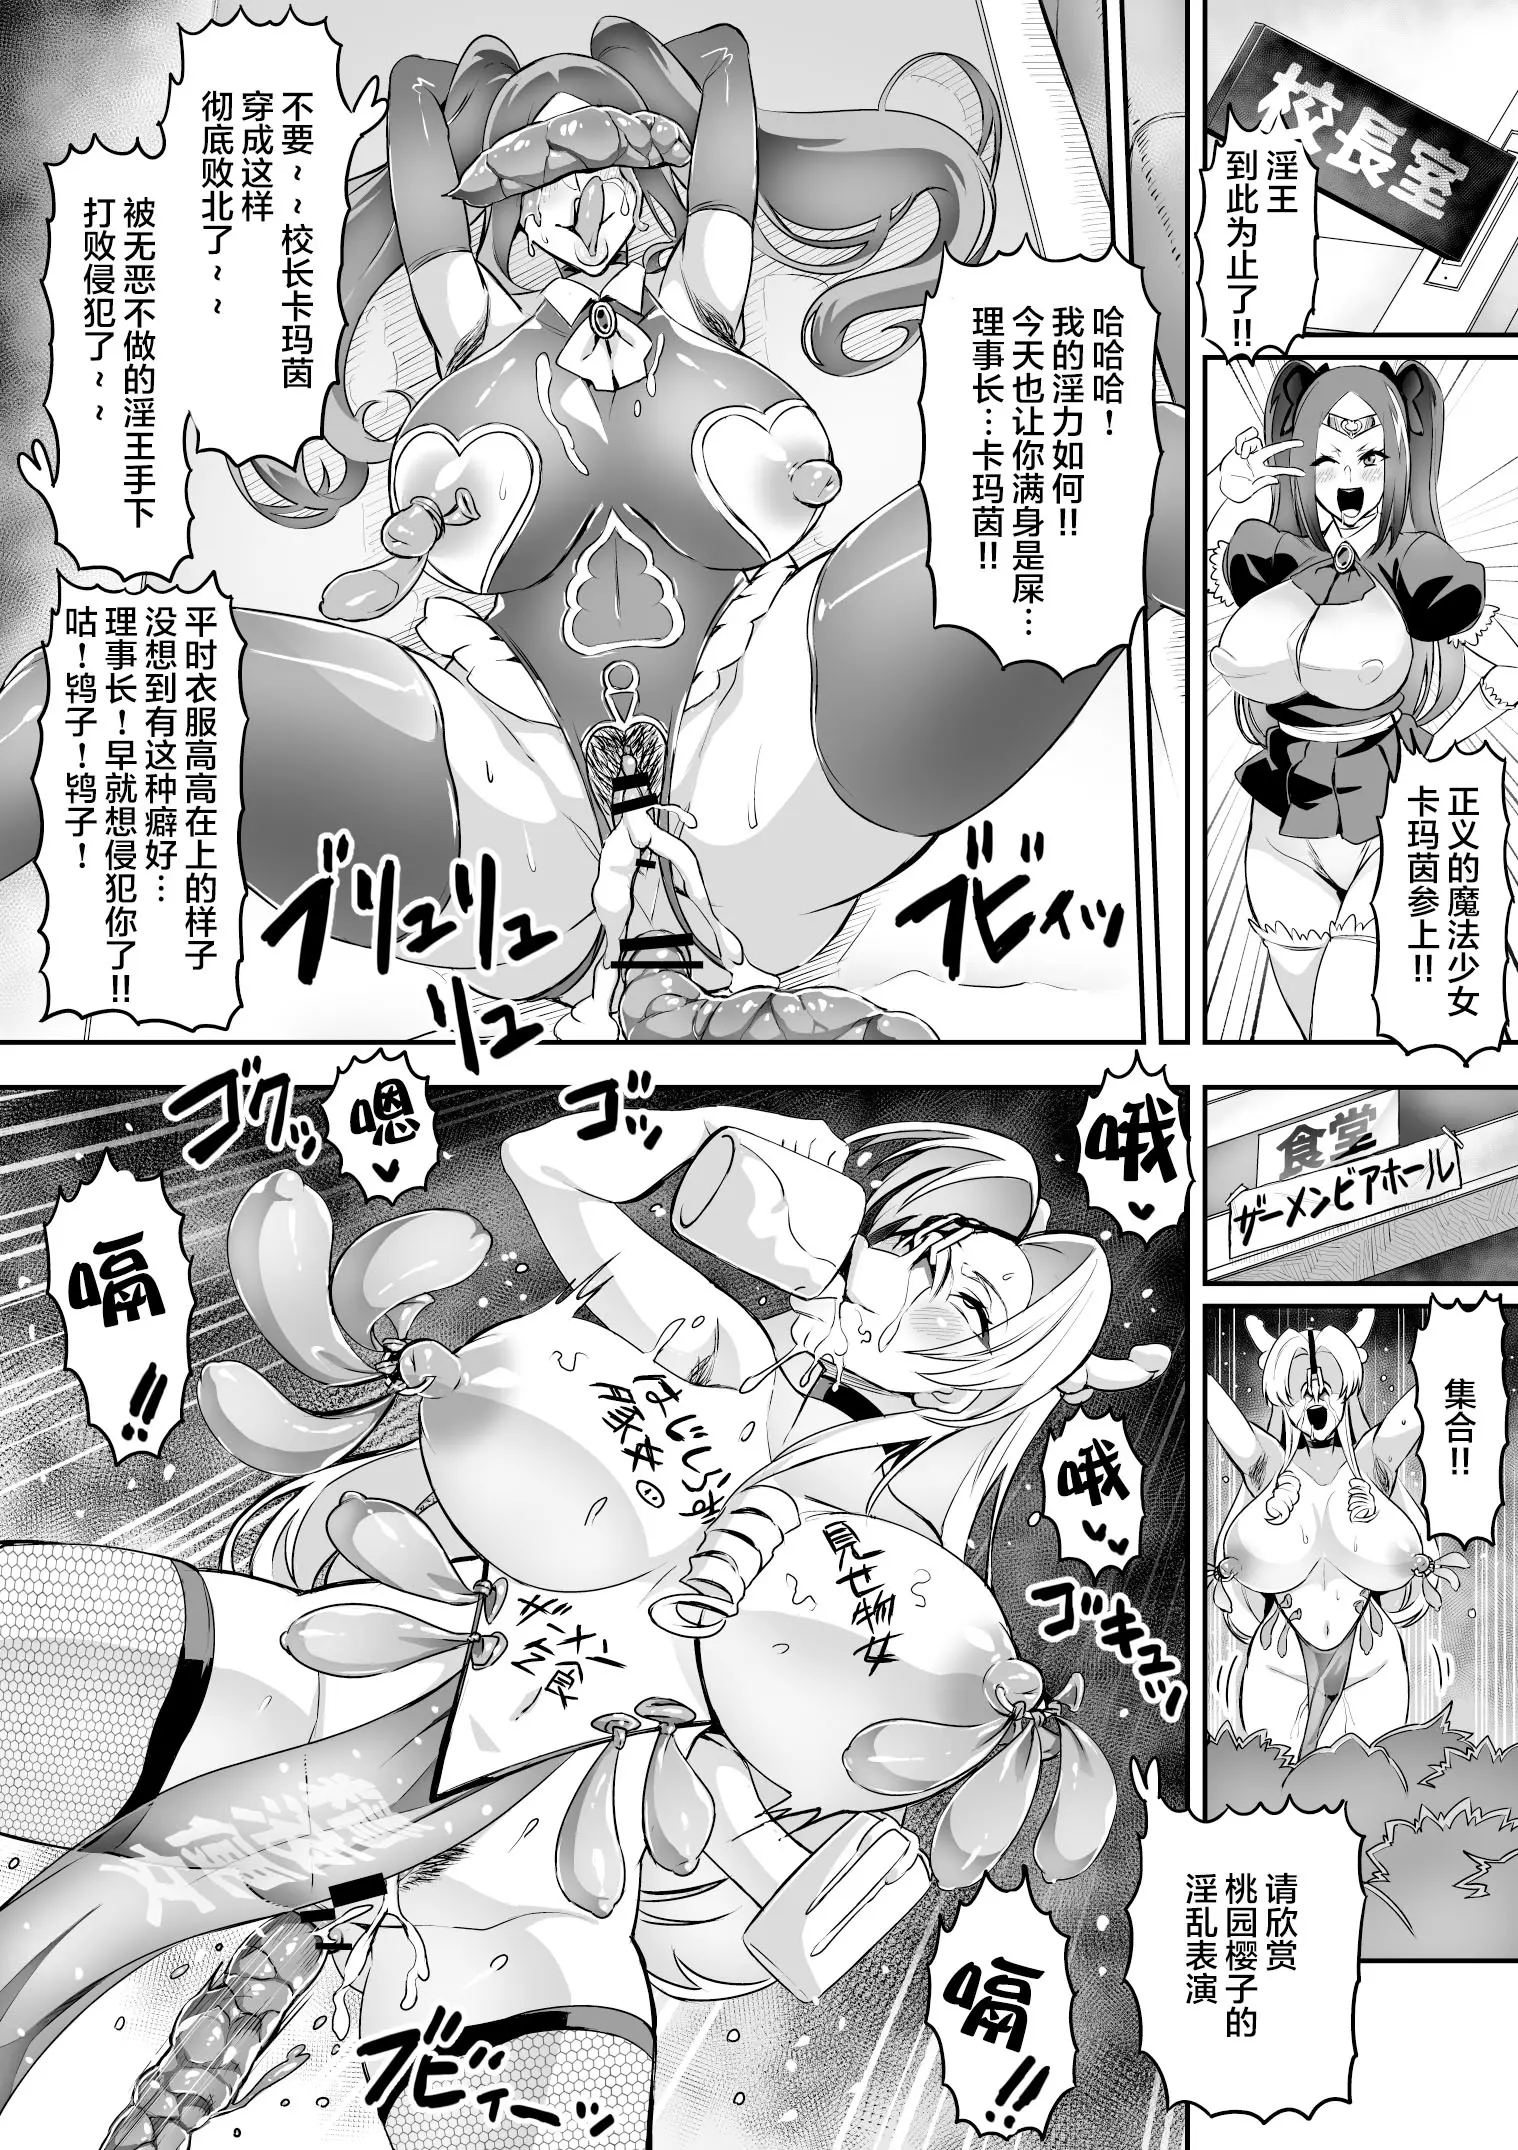 校長室
淫王
到此为止了!!
正义的魔法少女
卡玛茵参上!!
哈哈哈!
我的淫力如何!!
今天也让你满身是屎…
理事长…卡玛茵!!
不要~~校长卡玛茵
穿成这样
彻底败北了~~
被无恶不做的淫王手下
打败侵犯了~~
平时衣服高高在上的样子
没想到有这种癖好…
理事长!早就想侵犯你了!!
咕!鸨子!鸨子!
ブリュリュ
リュ
ブビィッ
食堂
ザーメンビアホール
集合!!
请欣赏
桃园樱子的
淫乱表演
哦♥
ゴッ
嗯♥
ゴクッ
嗝!!
哦♥♥
ゴキュッ
はじしらず
豚女
見せ物女
ザーメン
嗝!!
ブビィーッ